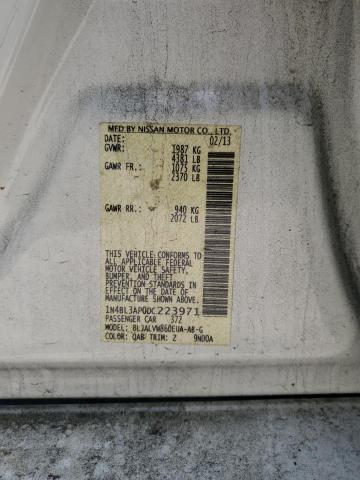 MFD BY NISSAN MOTOR CO., LTD.
DATE: 02/13
GVWR: 1987 KG
4381 LB
GAWR FR.: 1075 KG
2370 LB
GAWR RR.: 940 KG
2072 LB
THIS VEHICLE CONFORMS TO
ALL APPLICABLE FEDERAL
MOTOR VEHICLE SAFETY,
BUMPER, AND THEFT
PREVENTION STANDARDS IN
EFFECT ON THE DATE OF
MANUFACTURE SHOWN ABOVE.
1N4BL3AP0DC223971
PASSENGER CAR 372
MODEL: BLJALVW860EUA-AB-G
COLOR: QAB TRIM: Z 9N00A